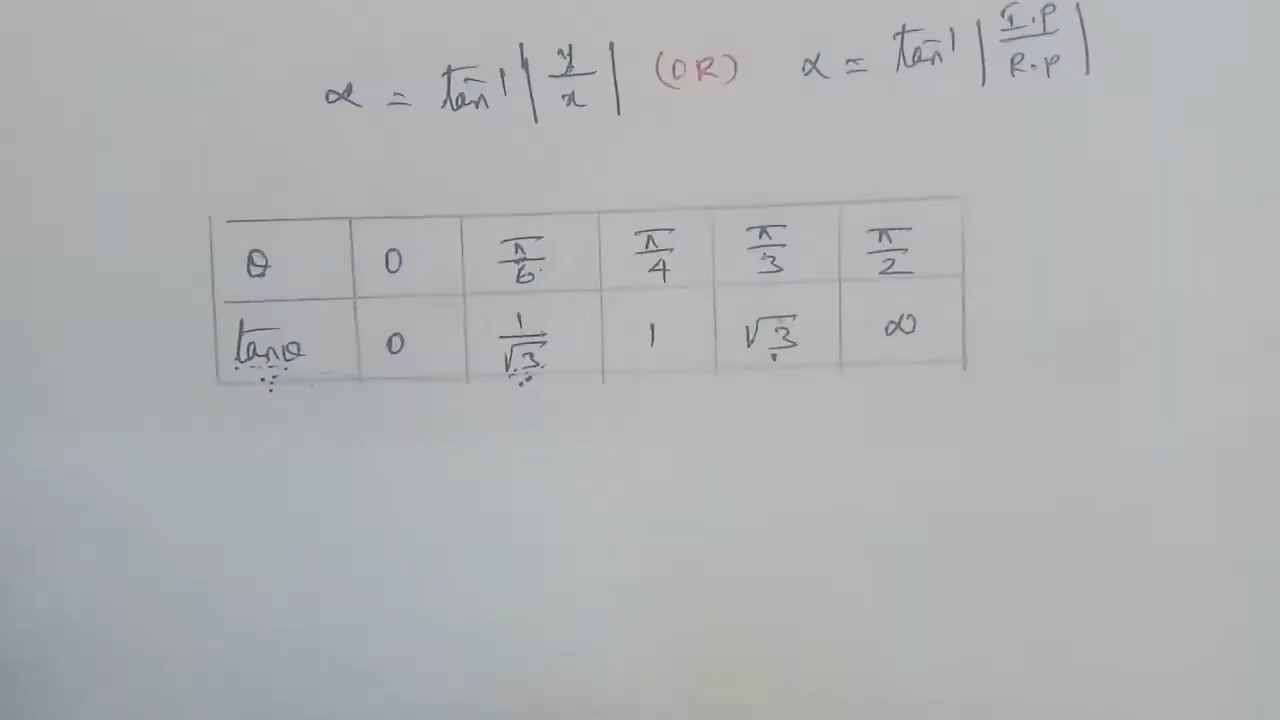 α = tan⁻¹ |y/x| (OR) α = tan⁻¹ |I.P/R.P|
θ 0 π/6 π/4 π/3 π/2
tanθ 0 1/√3 1 √3 ∞